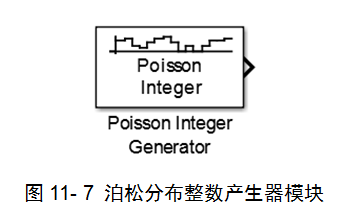 Poisson
Integer
Poisson Integer
Generator
图 11- 7 泊松分布整数产生器模块